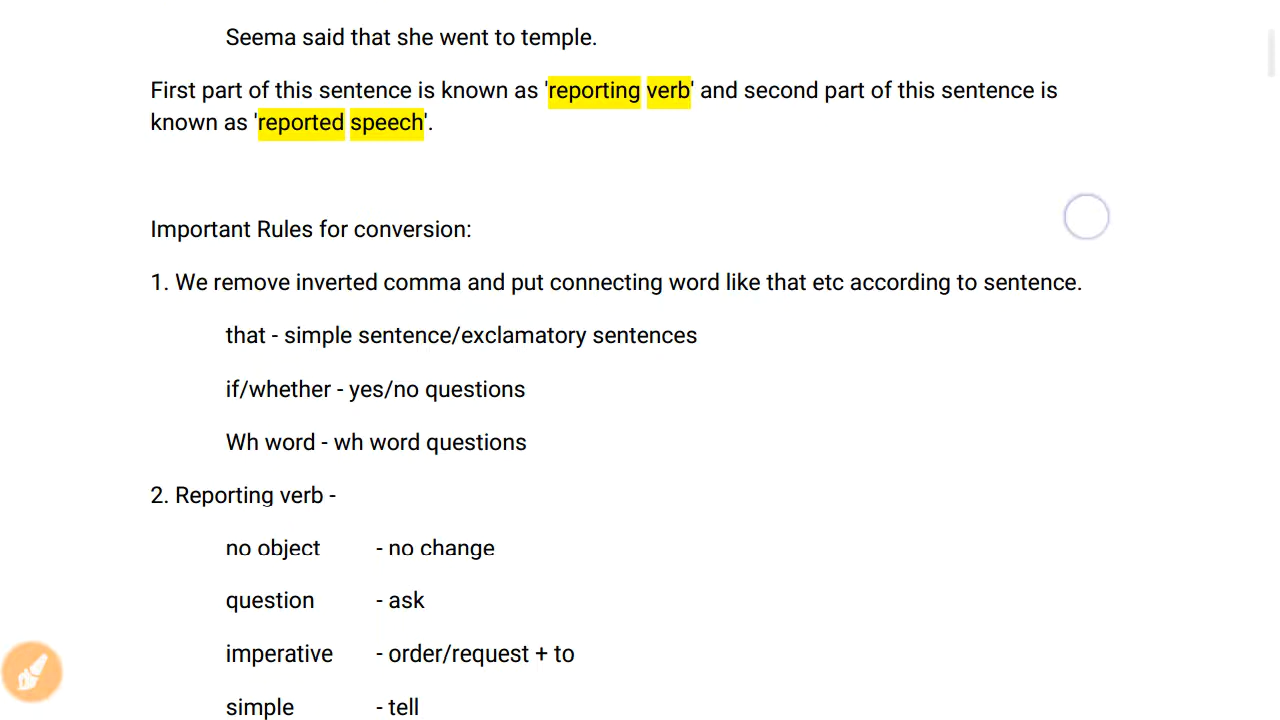 Seema said that she went to temple.
First part of this sentence is known as 'reporting verb' and second part of this sentence is
known as 'reported speech'.
Important Rules for conversion:
1. We remove inverted comma and put connecting word like that etc according to sentence.
that - simple sentence/exclamatory sentences
if/whether - yes/no questions
Wh word - wh word questions
2. Reporting verb -
no object - no change
question - ask
imperative - order/request + to
simple - tell